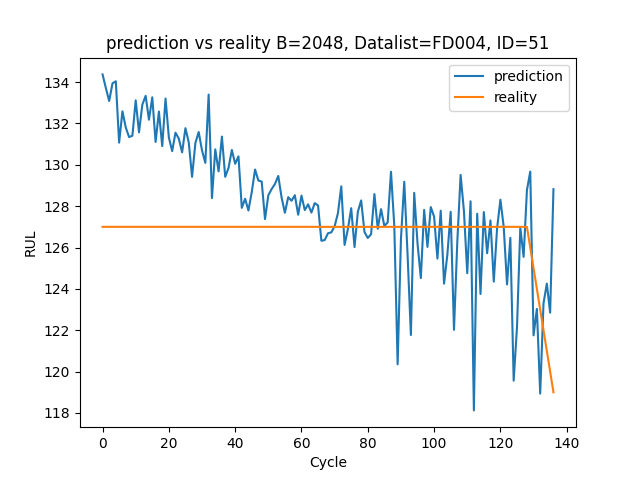 prediction vs reality B=2048, Datalist=FD004, ID=51
prediction
reality
RUL
134
132
130
128
126
124
122
120
118
0 20 40 60 80 100 120 140
Cycle